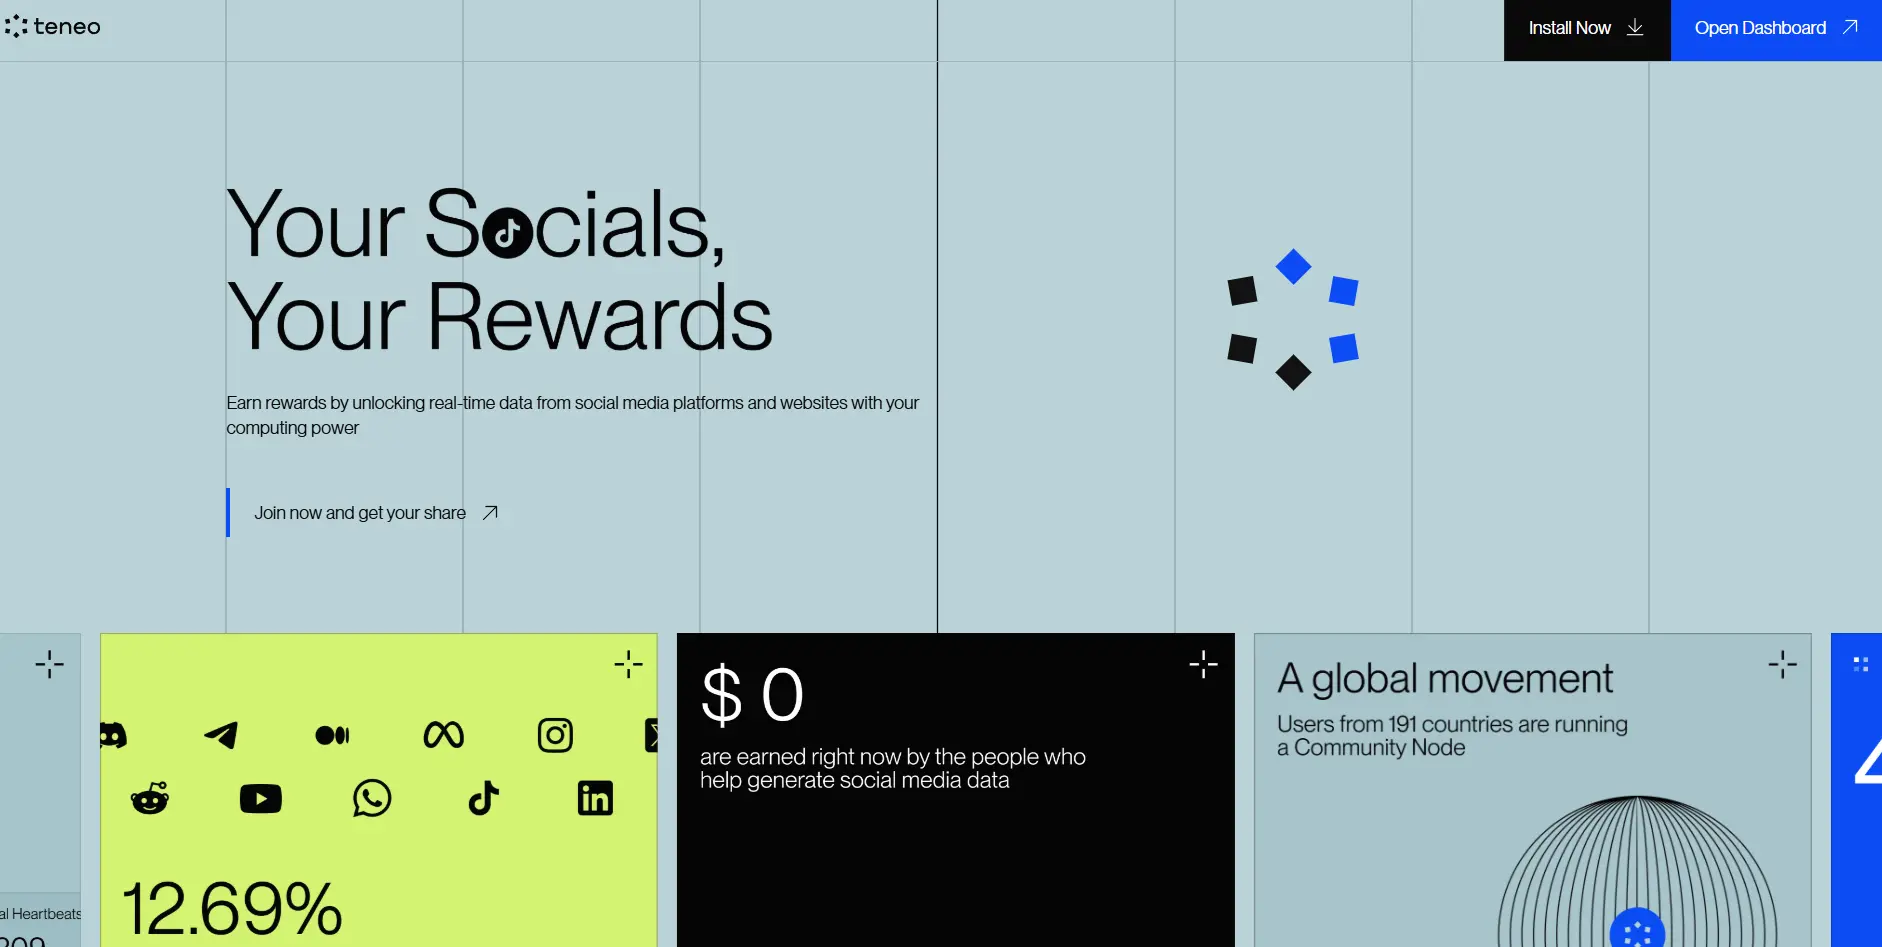 teneo
Install Now
Open Dashboard
Your Socials,
Your Rewards
Earn rewards by unlocking real-time data from social media platforms and websites with your
computing power
Join now and get your share
12.69%
$ 0
are earned right now by the people who
help generate social media data
A global movement
Users from 191 countries are running
a Community Node
al Heartbeats
209
4